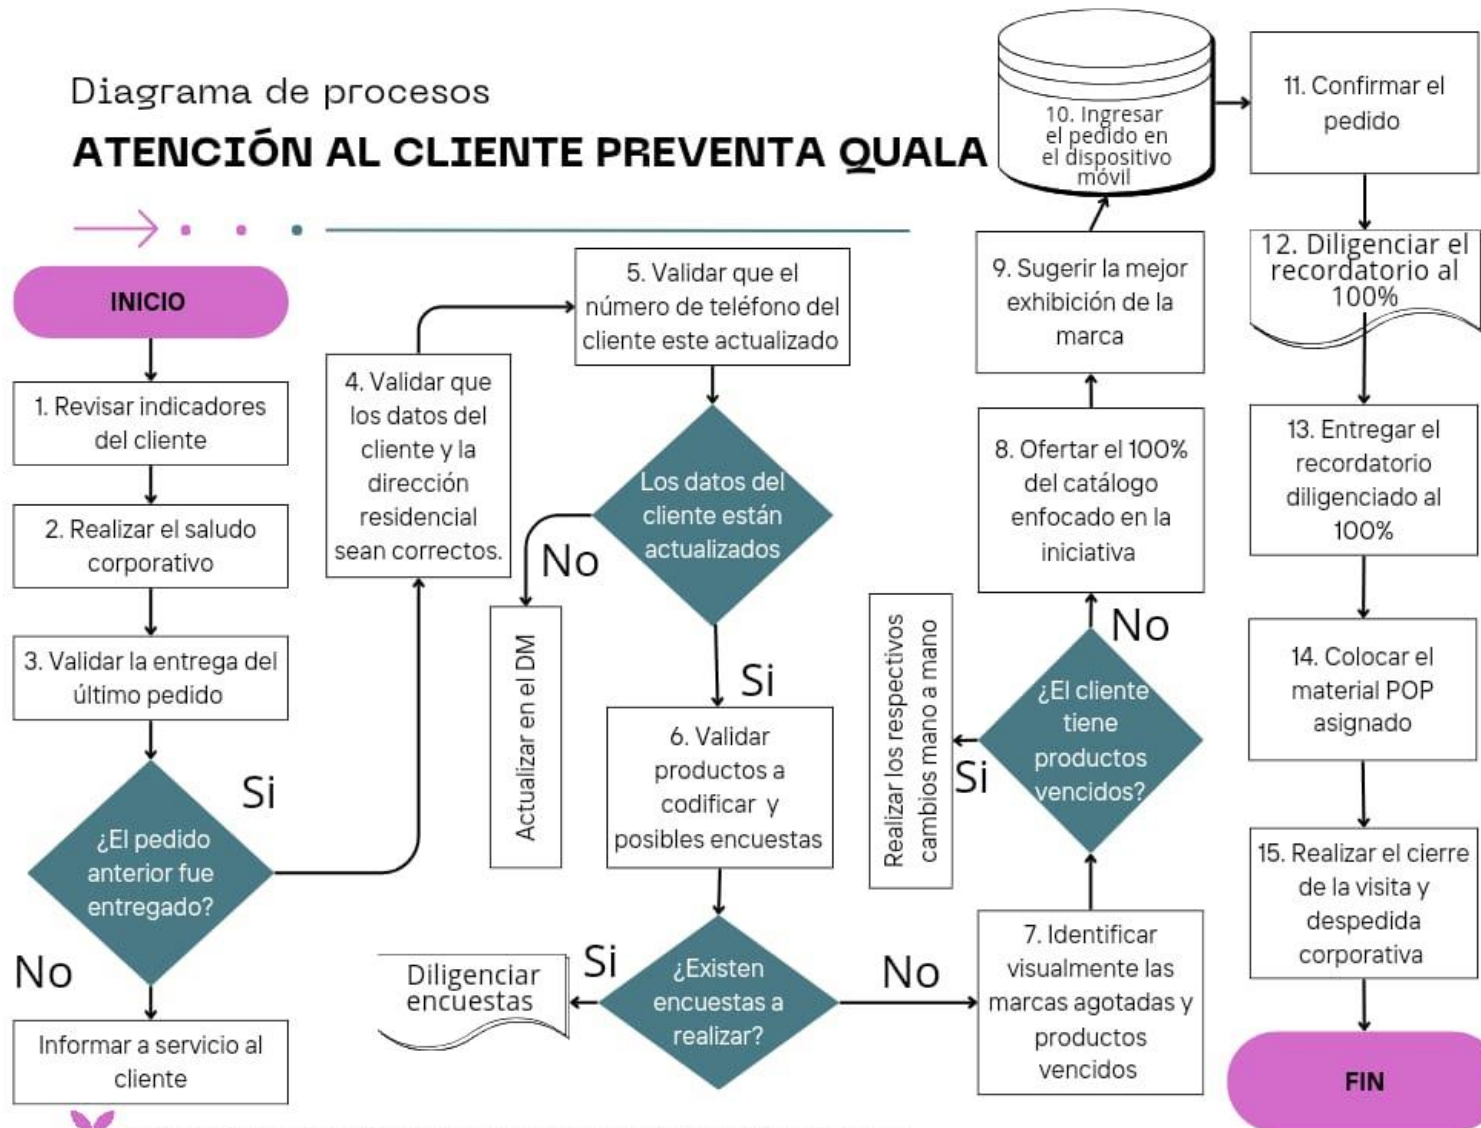 Diagrama de procesos
ATENCIÓN AL CLIENTE PREVENTA QUALA
INICIO
1. Revisar indicadores
del cliente
2. Realizar el saludo
corporativo
3. Validar la entrega del
último pedido
¿El pedido
anterior fue
entregado?
Si
No
Informar a servicio al
cliente
4. Validar que
los datos del
cliente y la
dirección
residencial
sean correctos.
5. Validar que el
número de teléfono del
cliente este actualizado
Los datos del
cliente están
actualizados
No
Actualizar en el DM
Si
6. Validar
productos a
codificar y
posibles encuestas
¿Existen
encuestas a
realizar?
Si
Diligenciar
encuestas
No
7. Identificar
visualmente las
marcas agotadas y
productos
vencidos
¿El cliente
tiene
productos
vencidos?
Si
Realizar los respectivos
cambios mano a mano
No
8. Ofertar el 100%
del catálogo
enfocado en la
iniciativa
9. Sugerir la mejor
exhibición de la
marca
10. Ingresar
el pedido en
el dispositivo
móvil
11. Confirmar el
pedido
12. Diligenciar el
recordatorio al
100%
13. Entregar el
recordatorio
diligenciado al
100%
14. Colocar el
material POP
asignado
15. Realizar el cierre
de la visita y
despedida
corporativa
FIN